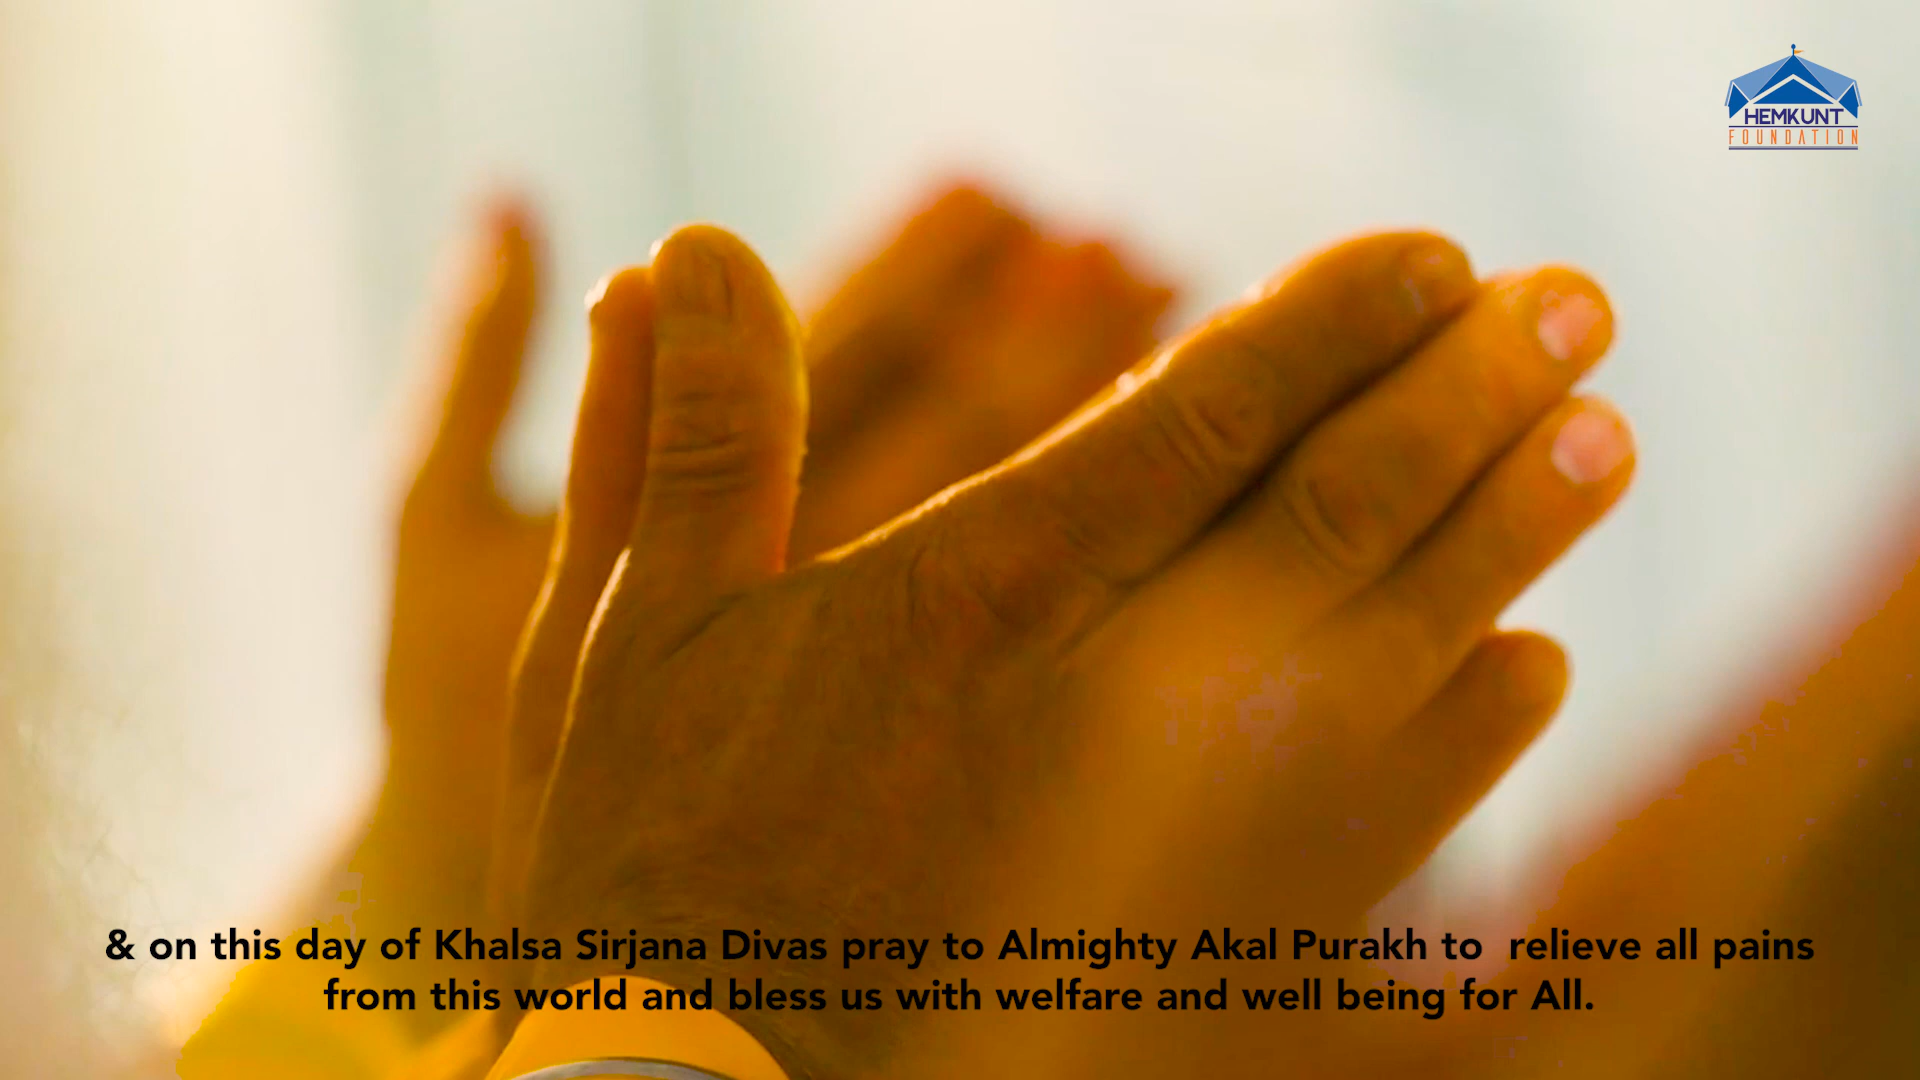 HEMKUNT
FOUNDATION
& on this day of Khalsa Sirjana Divas pray to Almighty Akal Purakh to  relieve all pains
from this world and bless us with welfare and well being for All.